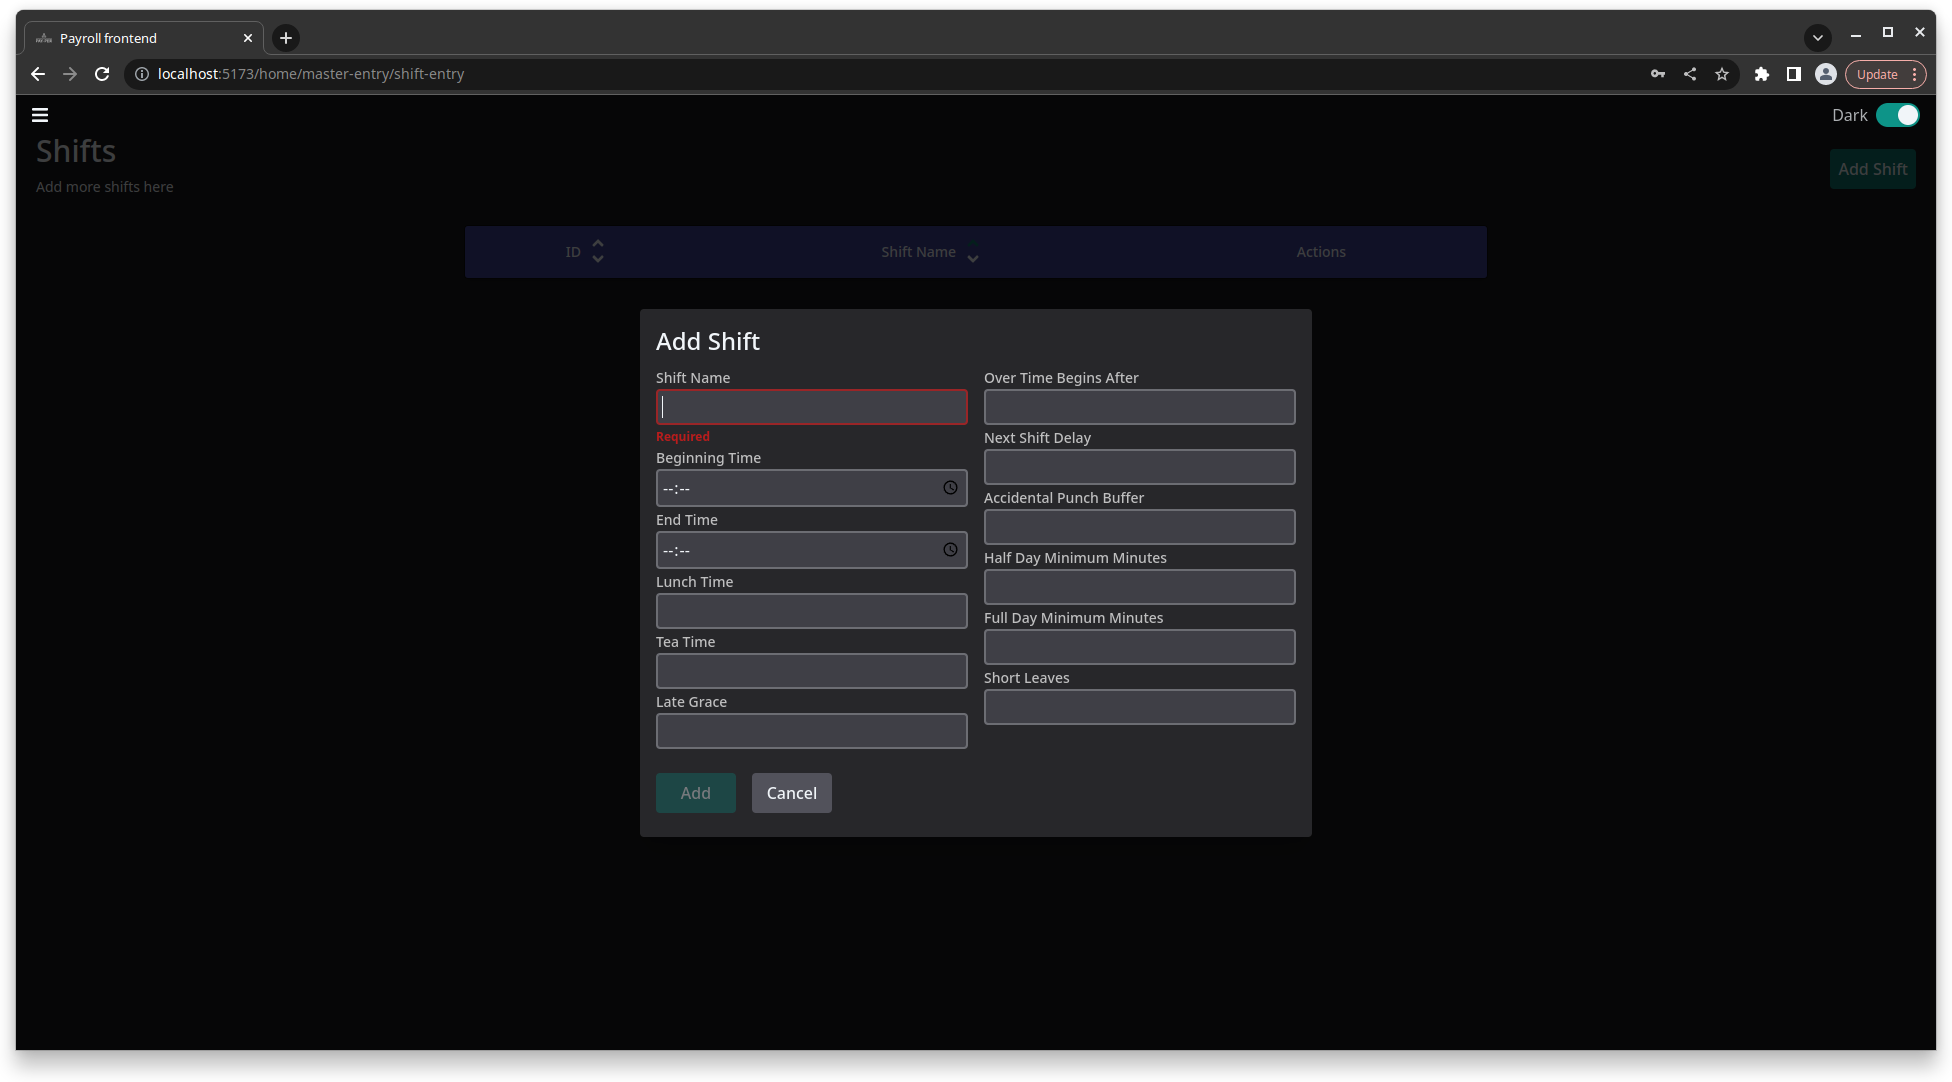 Payroll frontend
localhost:5173/home/master-entry/shift-entry
Update
Dark
Shifts
Add more shifts here
Add Shift
ID
Shift Name
Actions
Add Shift
Shift Name
Required
Beginning Time
--:--
End Time
--:--
Lunch Time
Tea Time
Late Grace
Over Time Begins After
Next Shift Delay
Accidental Punch Buffer
Half Day Minimum Minutes
Full Day Minimum Minutes
Short Leaves
Add
Cancel